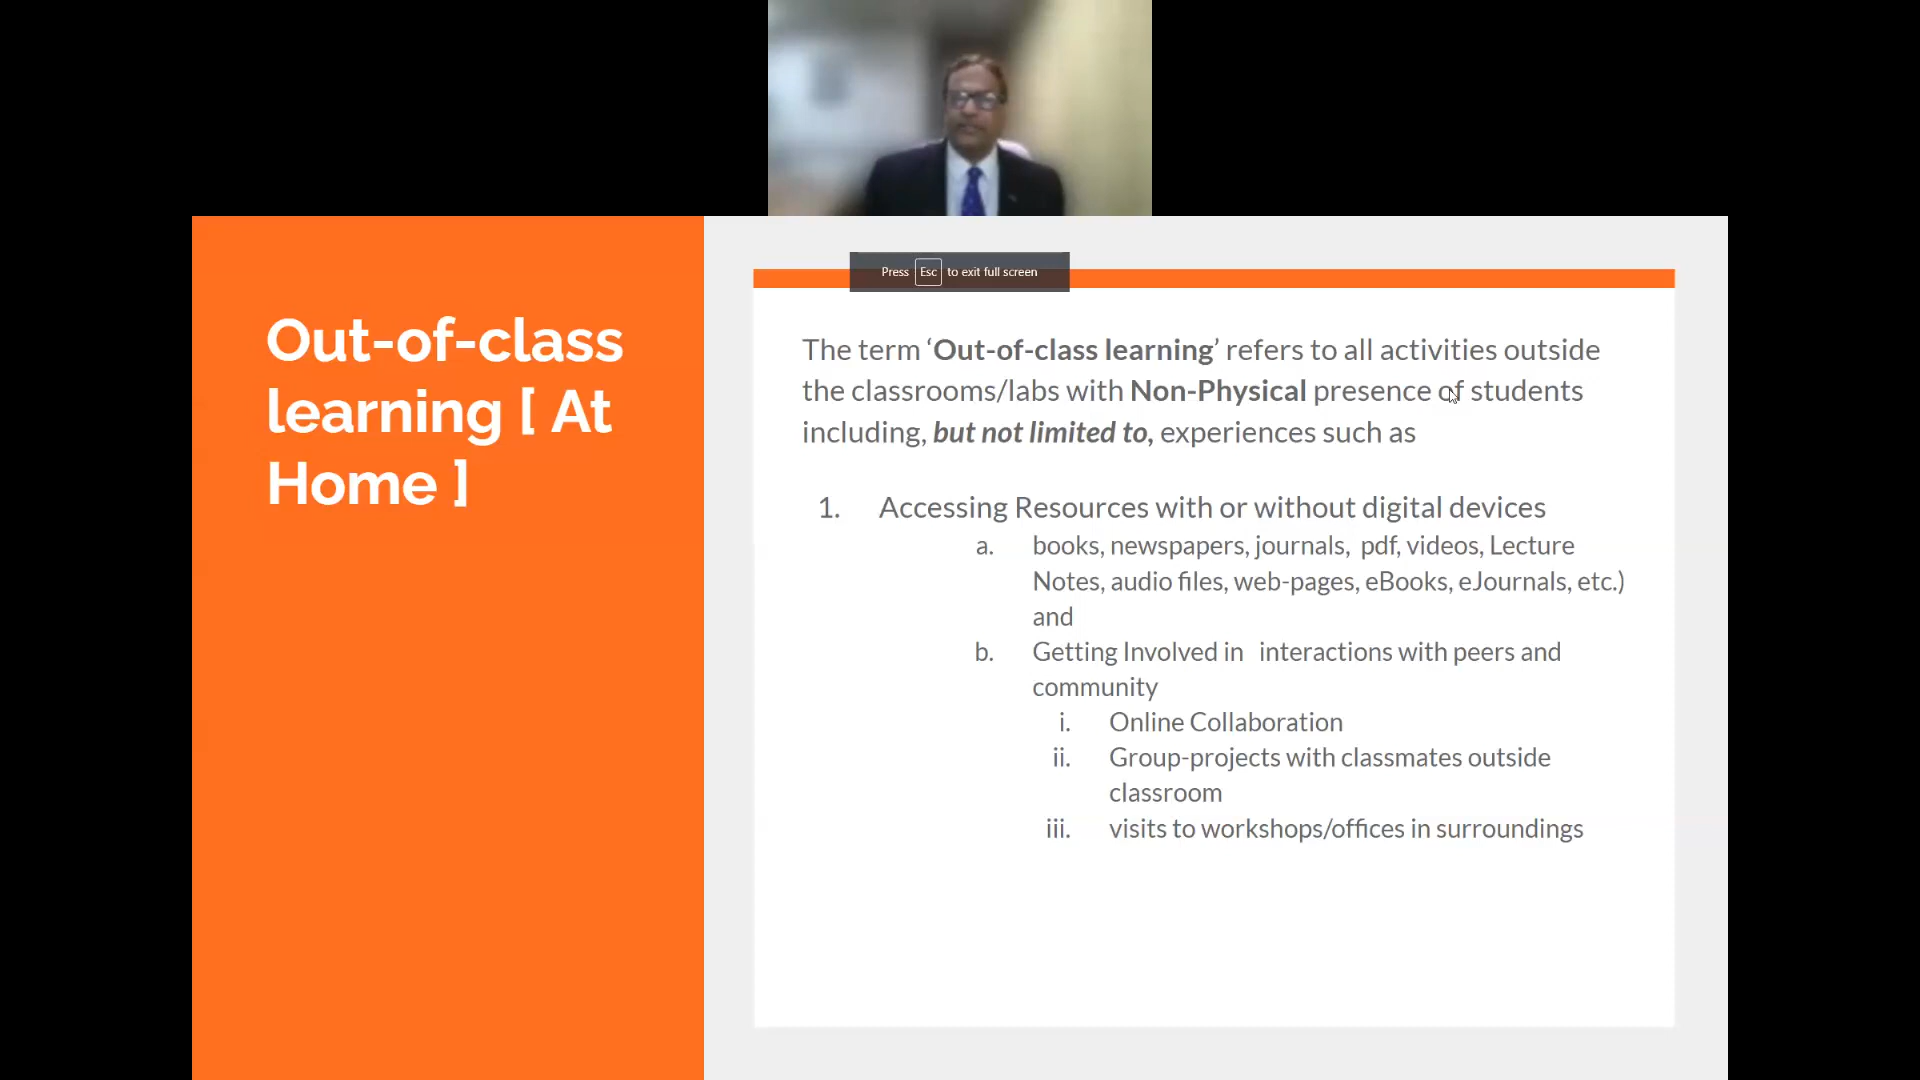 Out-of-class
learning [ At
Home ]
Press Esc to exit full screen
The term ‘Out-of-class learning’ refers to all activities outside
the classrooms/labs with Non-Physical presence of students
including, but not limited to, experiences such as
1. Accessing Resources with or without digital devices
a. books, newspapers, journals, pdf, videos, Lecture
Notes, audio files, web-pages, eBooks, eJournals, etc.)
and
b. Getting Involved in interactions with peers and
community
i. Online Collaboration
ii. Group-projects with classmates outside
classroom
iii. visits to workshops/offices in surroundings